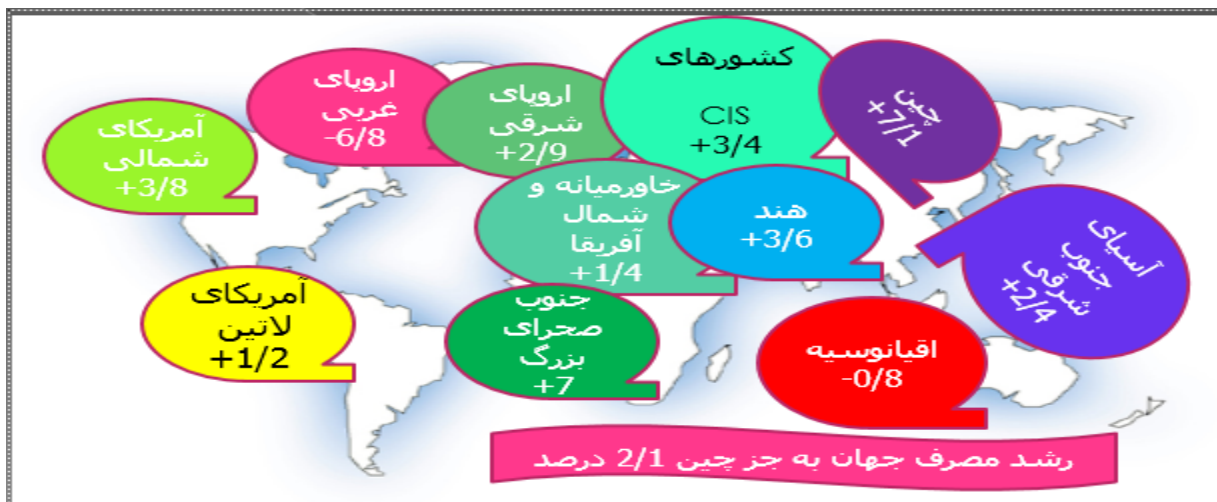 کشورهای
CIS
+3/4
چین
+7/1
اروپای
غربی
-6/8
اروپای
شرقی
+2/9
آمریکای
شمالی
+3/8
خاورمیانه و
شمال
آفریقا
+1/4
هند
+3/6
آسیای
جنوب
شرقی
+2/4
آمریکای
لاتین
+1/2
جنوب
صحرای
بزرگ
+7
اقیانوسیه
-0/8
رشد مصرف جهان به جز چین 2/1 درصد